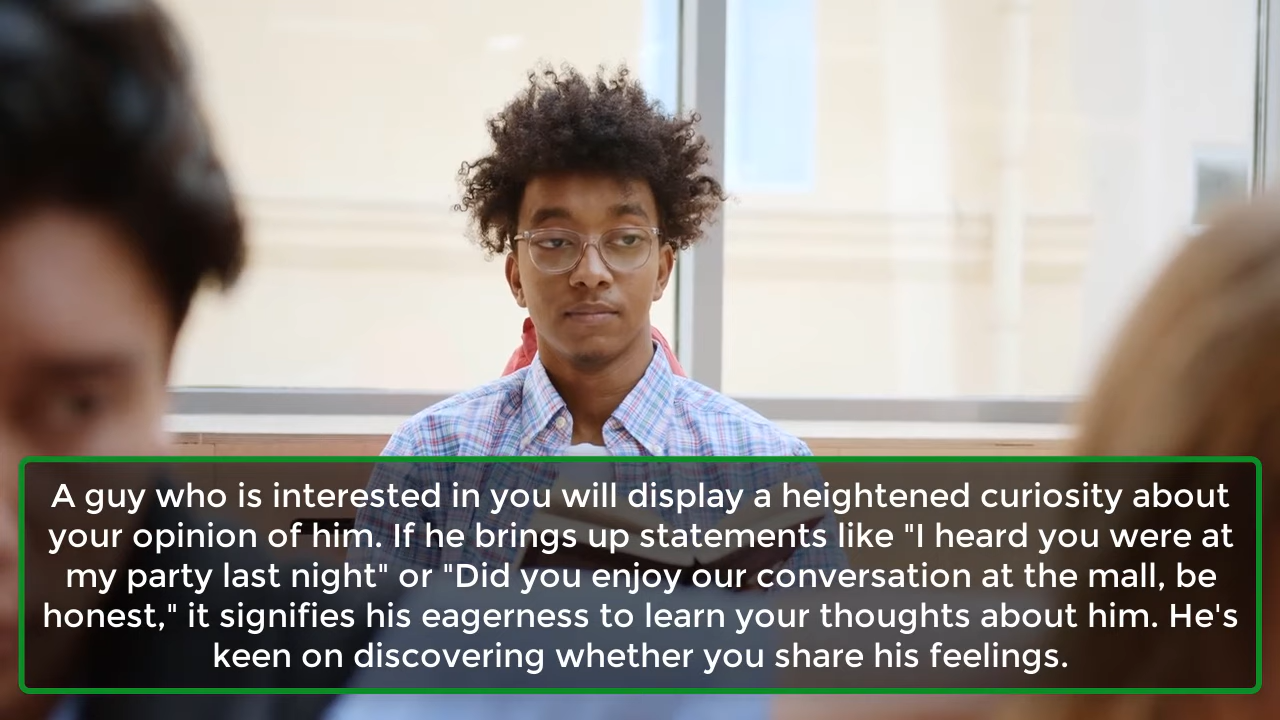 A guy who is interested in you will display a heightened curiosity about
your opinion of him. If he brings up statements like "I heard you were at
my party last night" or "Did you enjoy our conversation at the mall, be
honest," it signifies his eagerness to learn your thoughts about him. He's
keen on discovering whether you share his feelings.